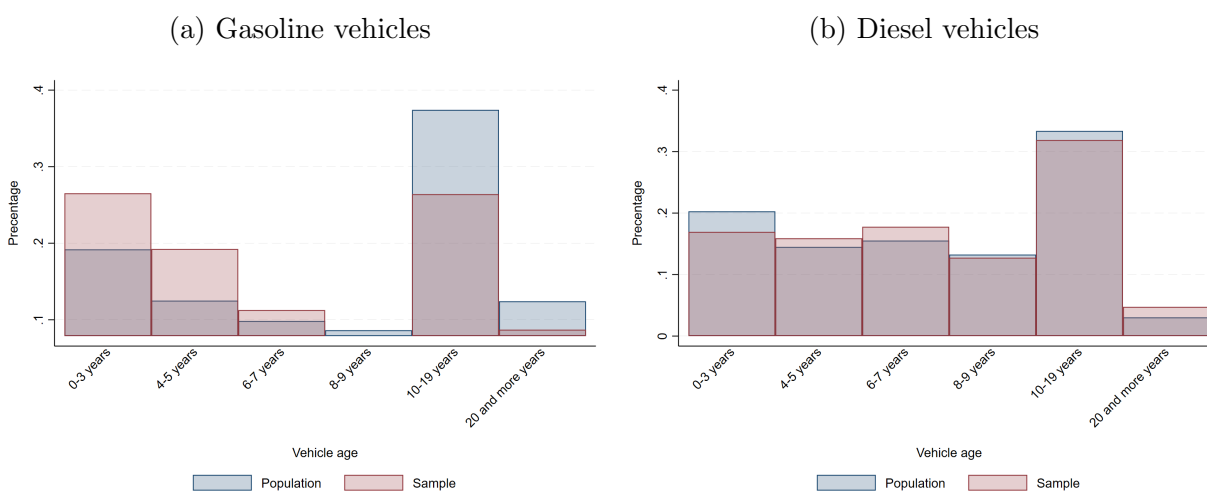 (a) Gasoline vehicles
Precentage
.4
.3
.2
.1
0-3 years
4-5 years
6-7 years
8-9 years
10-19 years
20 and more years
Vehicle age
Population
Sample
(b) Diesel vehicles
Precentage
.4
.3
.2
.1
0
0-3 years
4-5 years
6-7 years
8-9 years
10-19 years
20 and more years
Vehicle age
Population
Sample